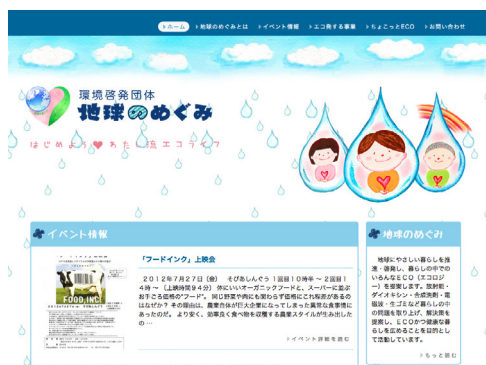 ホーム
地球のめぐみとは
イベント情報
エコ発する事業
ちょこっとECO
お問い合わせ
環境啓発団体
地球のめぐみ
はじめよう♥あたし流エコライフ
イベント情報
「フードインク」上映会
2012年7月27日（金） そぴあしんぐう 1回目10時半〜 2回目1
4時〜 （上映時間94分） 体にいいオーガニックフードと、スーパーに並ぶ
お手ごろ価格の“フード”。 同じ野菜や肉にも関わらず価格にこれ程差があるの
はなぜか？ その理由は、農業自体が巨大企業になってしまった異常な食事情に
あったのだ。 より安く、効率良く食べ物を収穫する農業スタイルが生み出した
の …
イベント詳細を読む
FOOD, INC.
地球のめぐみ
地球にやさしい暮らしを推
進・啓発し、暮らしの中での
いろんなECO（エコロジ
ー）を提案します。放射能・
ダイオキシン・合成洗剤・電
磁波・生ゴミなど暮らしの中
の問題を取り上げ、解決策を
提案し、ECOかつ健康な暮
らしを広めることを目的とし
て活動しています。
もっと読む